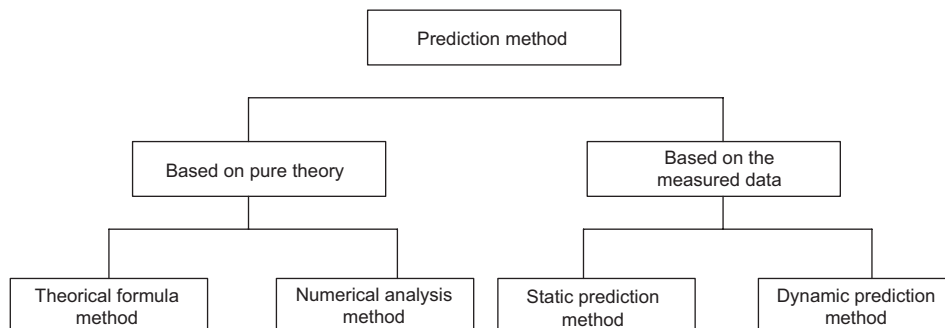 Prediction method
Based on pure theory
Based on the
measured data
Theorical formula
method
Numerical analysis
method
Static prediction
method
Dynamic prediction
method